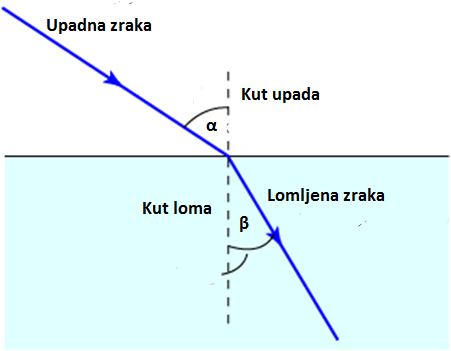 Upadna zraka
Kut upada
α
Kut loma
Lomljena zraka
β